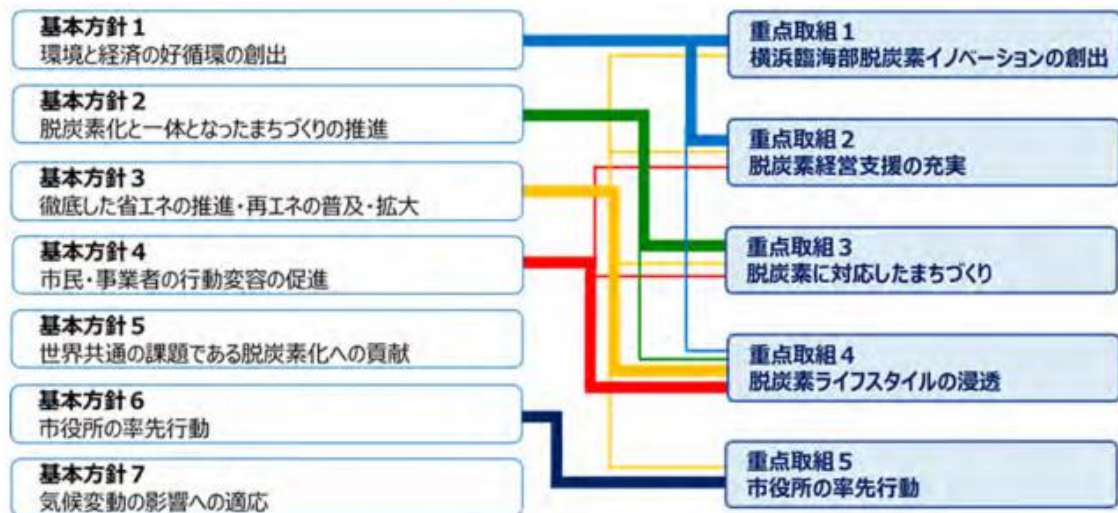 基本方針1
環境と経済の好循環の創出
基本方針2
脱炭素化と一体となったまちづくりの推進
基本方針3
徹底した省エネの推進・再エネの普及・拡大
基本方針4
市民・事業者の行動変容の促進
基本方針5
世界共通の課題である脱炭素化への貢献
基本方針6
市役所の率先行動
基本方針7
気候変動の影響への適応
重点取組1
横浜臨海部脱炭素イノベーションの創出
重点取組2
脱炭素経営支援の充実
重点取組3
脱炭素に対応したまちづくり
重点取組4
脱炭素ライフスタイルの浸透
重点取組5
市役所の率先行動